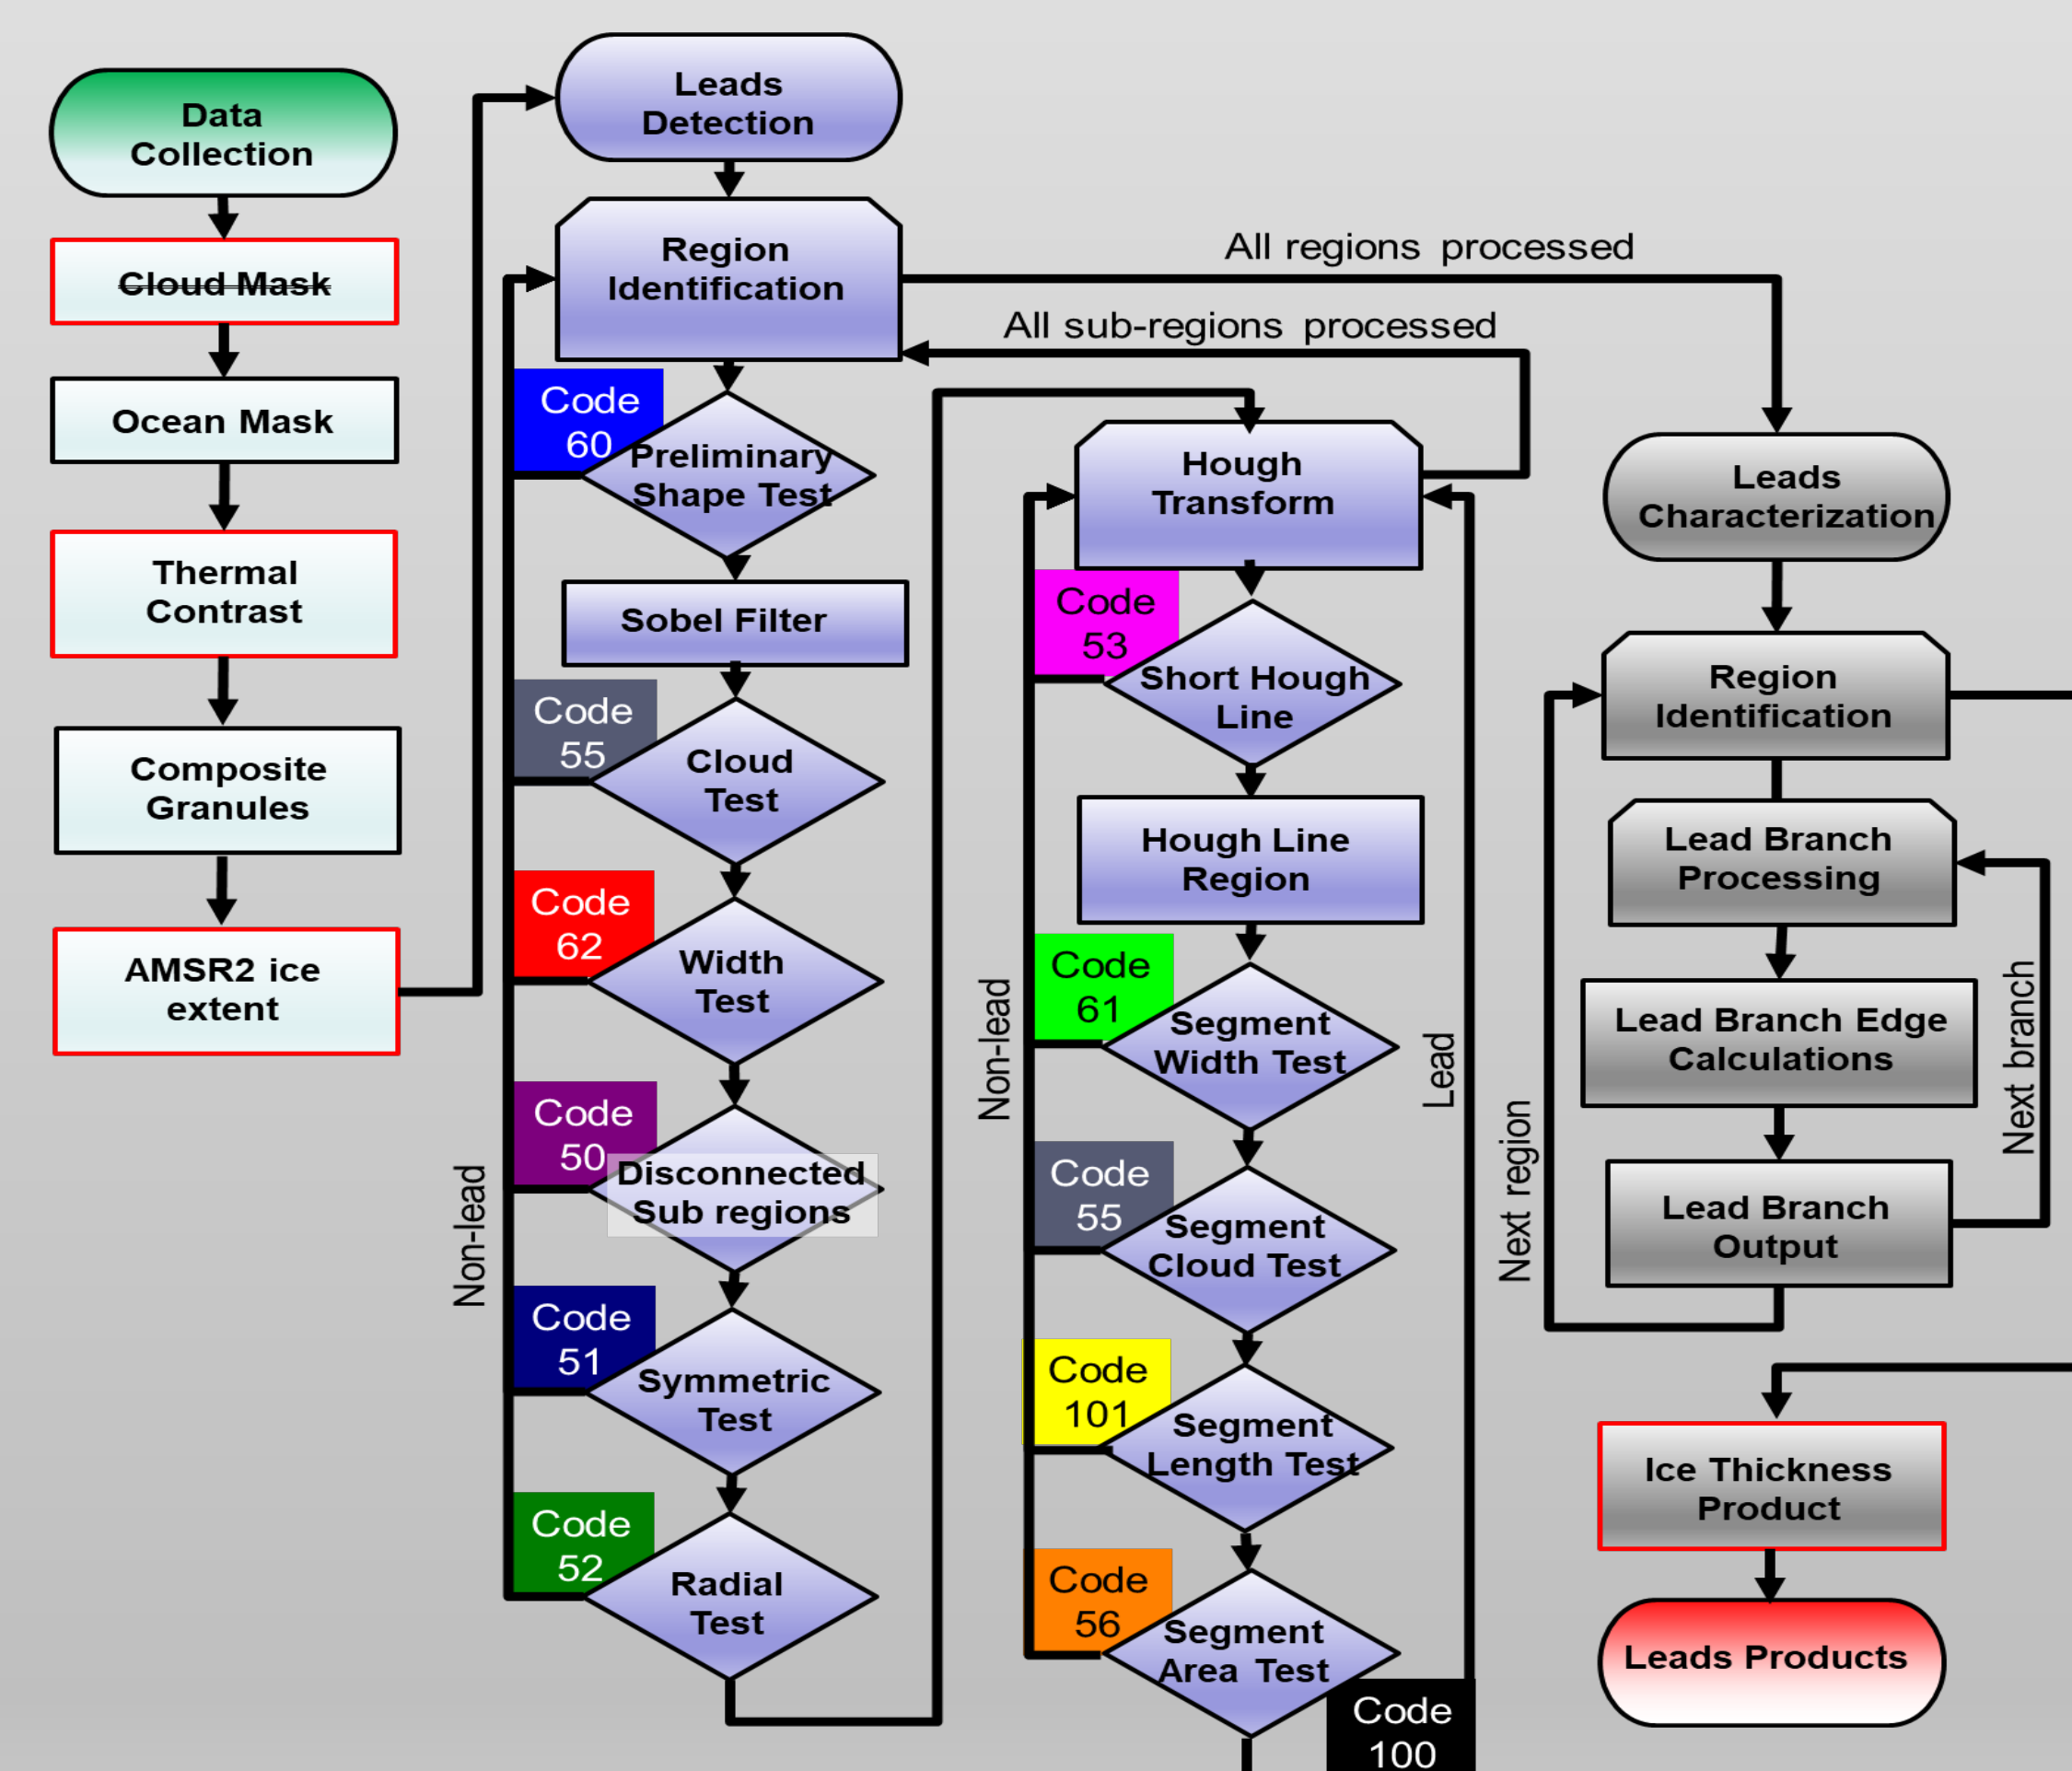 Data
Collection
Cloud Mask
Ocean Mask
Thermal
Contrast
Composite
Granules
AMSR2 ice
extent
Leads
Detection
Region
Identification
Code
60
Preliminary
Shape Test
Sobel Filter
Code
55
Cloud
Test
Code
62
Width
Test
Code
50
Disconnected
Sub regions
Code
51
Symmetric
Test
Code
52
Radial
Test
Non-lead
All regions processed
All sub-regions processed
Hough
Transform
Code
53
Short Hough
Line
Hough Line
Region
Code
61
Segment
Width Test
Code
55
Segment
Cloud Test
Code
101
Segment
Length Test
Code
56
Segment
Area Test
Code
100
Non-lead
Lead
Leads
Characterization
Region
Identification
Lead Branch
Processing
Lead Branch Edge
Calculations
Lead Branch
Output
Next region
Next branch
Ice Thickness
Product
Leads Products